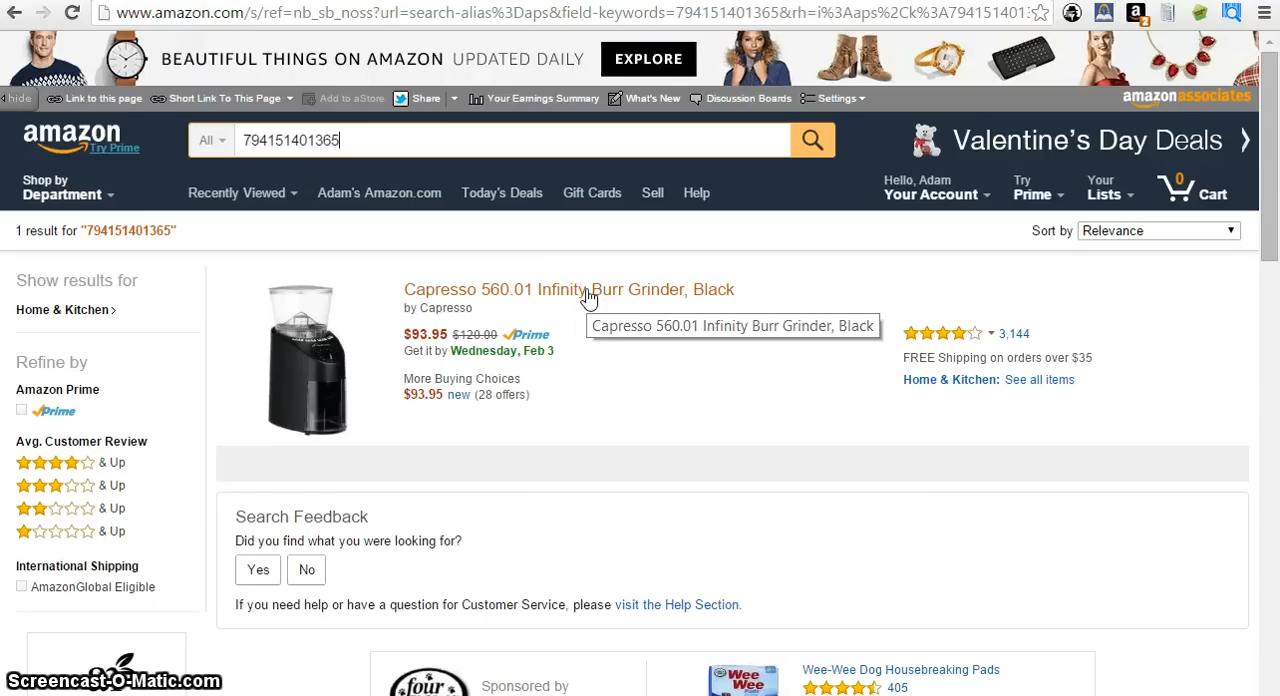 www.amazon.com/s/ref=nb_sb_noss?url=search-alias%3Daps&field-keywords=794151401365&rh=i%3Aaps%2Ck%3A7941514013
BEAUTIFUL THINGS ON AMAZON UPDATED DAILY EXPLORE
hide Link to this page Short Link To This Page Add to aStore Share Your Earnings Summary What's New Discussion Boards Settings amazonassociates
amazon All 794151401365 Valentine's Day Deals
Try Prime
Shop by Hello, Adam Try Your 0
Department Recently Viewed Adam's Amazon.com Today's Deals Gift Cards Sell Help Your Account Prime Lists Cart
1 result for "794151401365" Sort by Relevance
Show results for
Home & Kitchen
Refine by
Amazon Prime
Prime
Avg. Customer Review
& Up
& Up
& Up
& Up
International Shipping
AmazonGlobal Eligible
Capresso 560.01 Infinity Burr Grinder, Black
by Capresso
Capresso 560.01 Infinity Burr Grinder, Black
$93.95 $120.00 Prime
Get it by Wednesday, Feb 3
More Buying Choices
$93.95 new (28 offers)
3,144
FREE Shipping on orders over $35
Home & Kitchen: See all items
Search Feedback
Did you find what you were looking for?
Yes No
If you need help or have a question for Customer Service, please visit the Help Section.
four
Sponsored by
Wee
Wee
Wee-Wee Dog Housebreaking Pads
405
Screencast-O-Matic.com